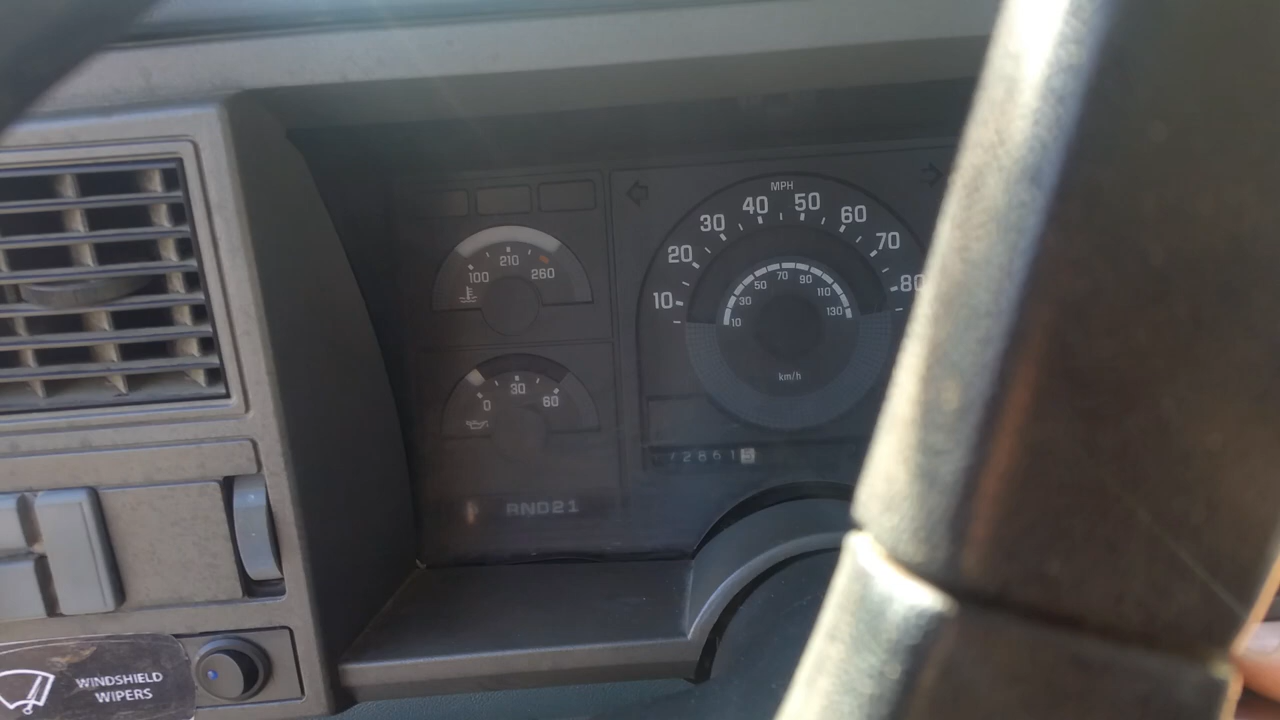 MPH
10 20 30 40 50 60 70 80
10 30 50 70 90 110 130
km/h
100 210 260
0 30 60
728615
RND21
WINDSHIELD
WIPERS